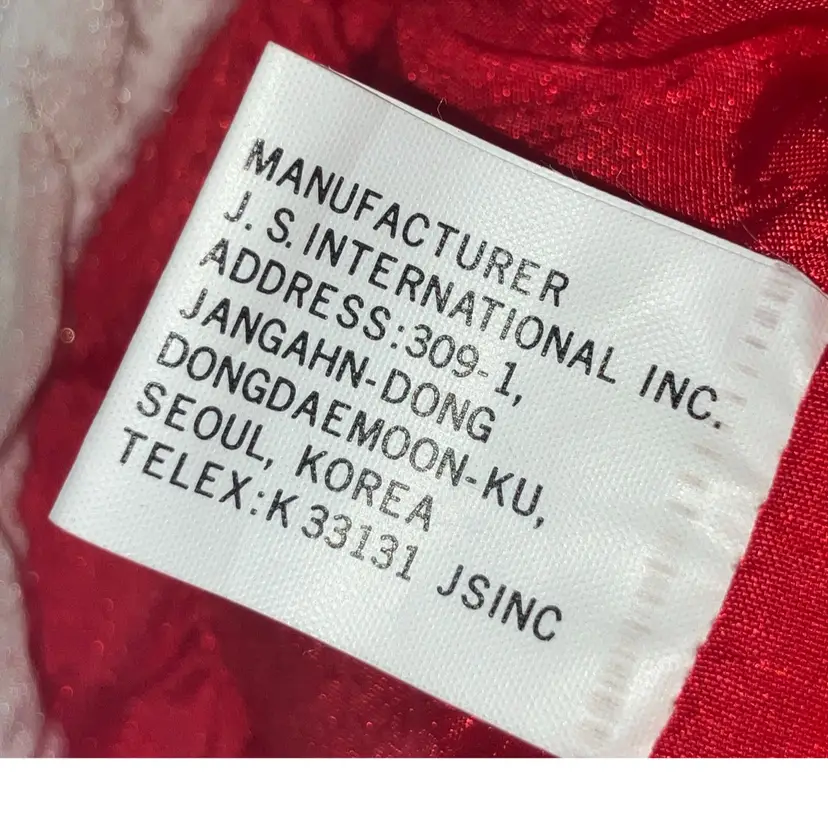 MANUFACTURER
J. S. INTERNATIONAL INC.
ADDRESS:309-1,
JANGAHN-DONG
DONGDAEMOON-KU,
SEOUL, KOREA
TELEX:K 33131 JSINC